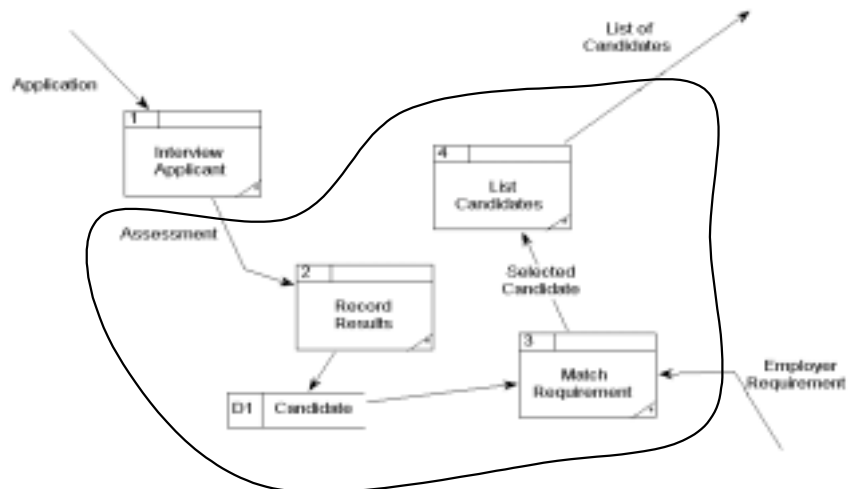 List of
Candidates
Application
1
Interview
Applicant
4
List
Candidates
Assessment
2
Record
Results
Selected
Candidate
3
Match
Requirement
Employer
Requirement
D1 Candidate